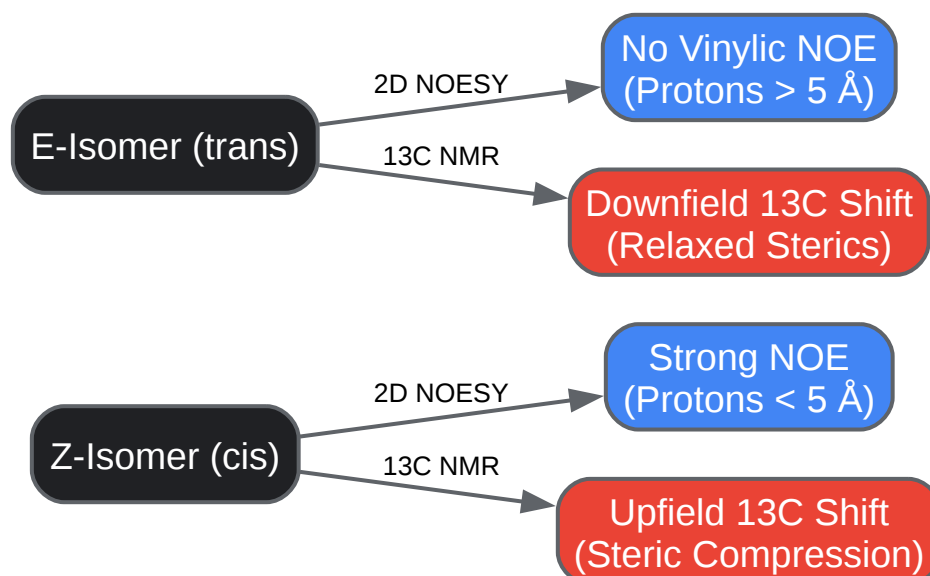 No Vinylic NOE
(Protons > 5 Å)
2D NOESY
E-Isomer (trans)
13C NMR
Downfield 13C Shift
(Relaxed Sterics)
Strong NOE
(Protons < 5 Å)
2D NOESY
Z-Isomer (cis)
13C NMR
Upfield 13C Shift
(Steric Compression)